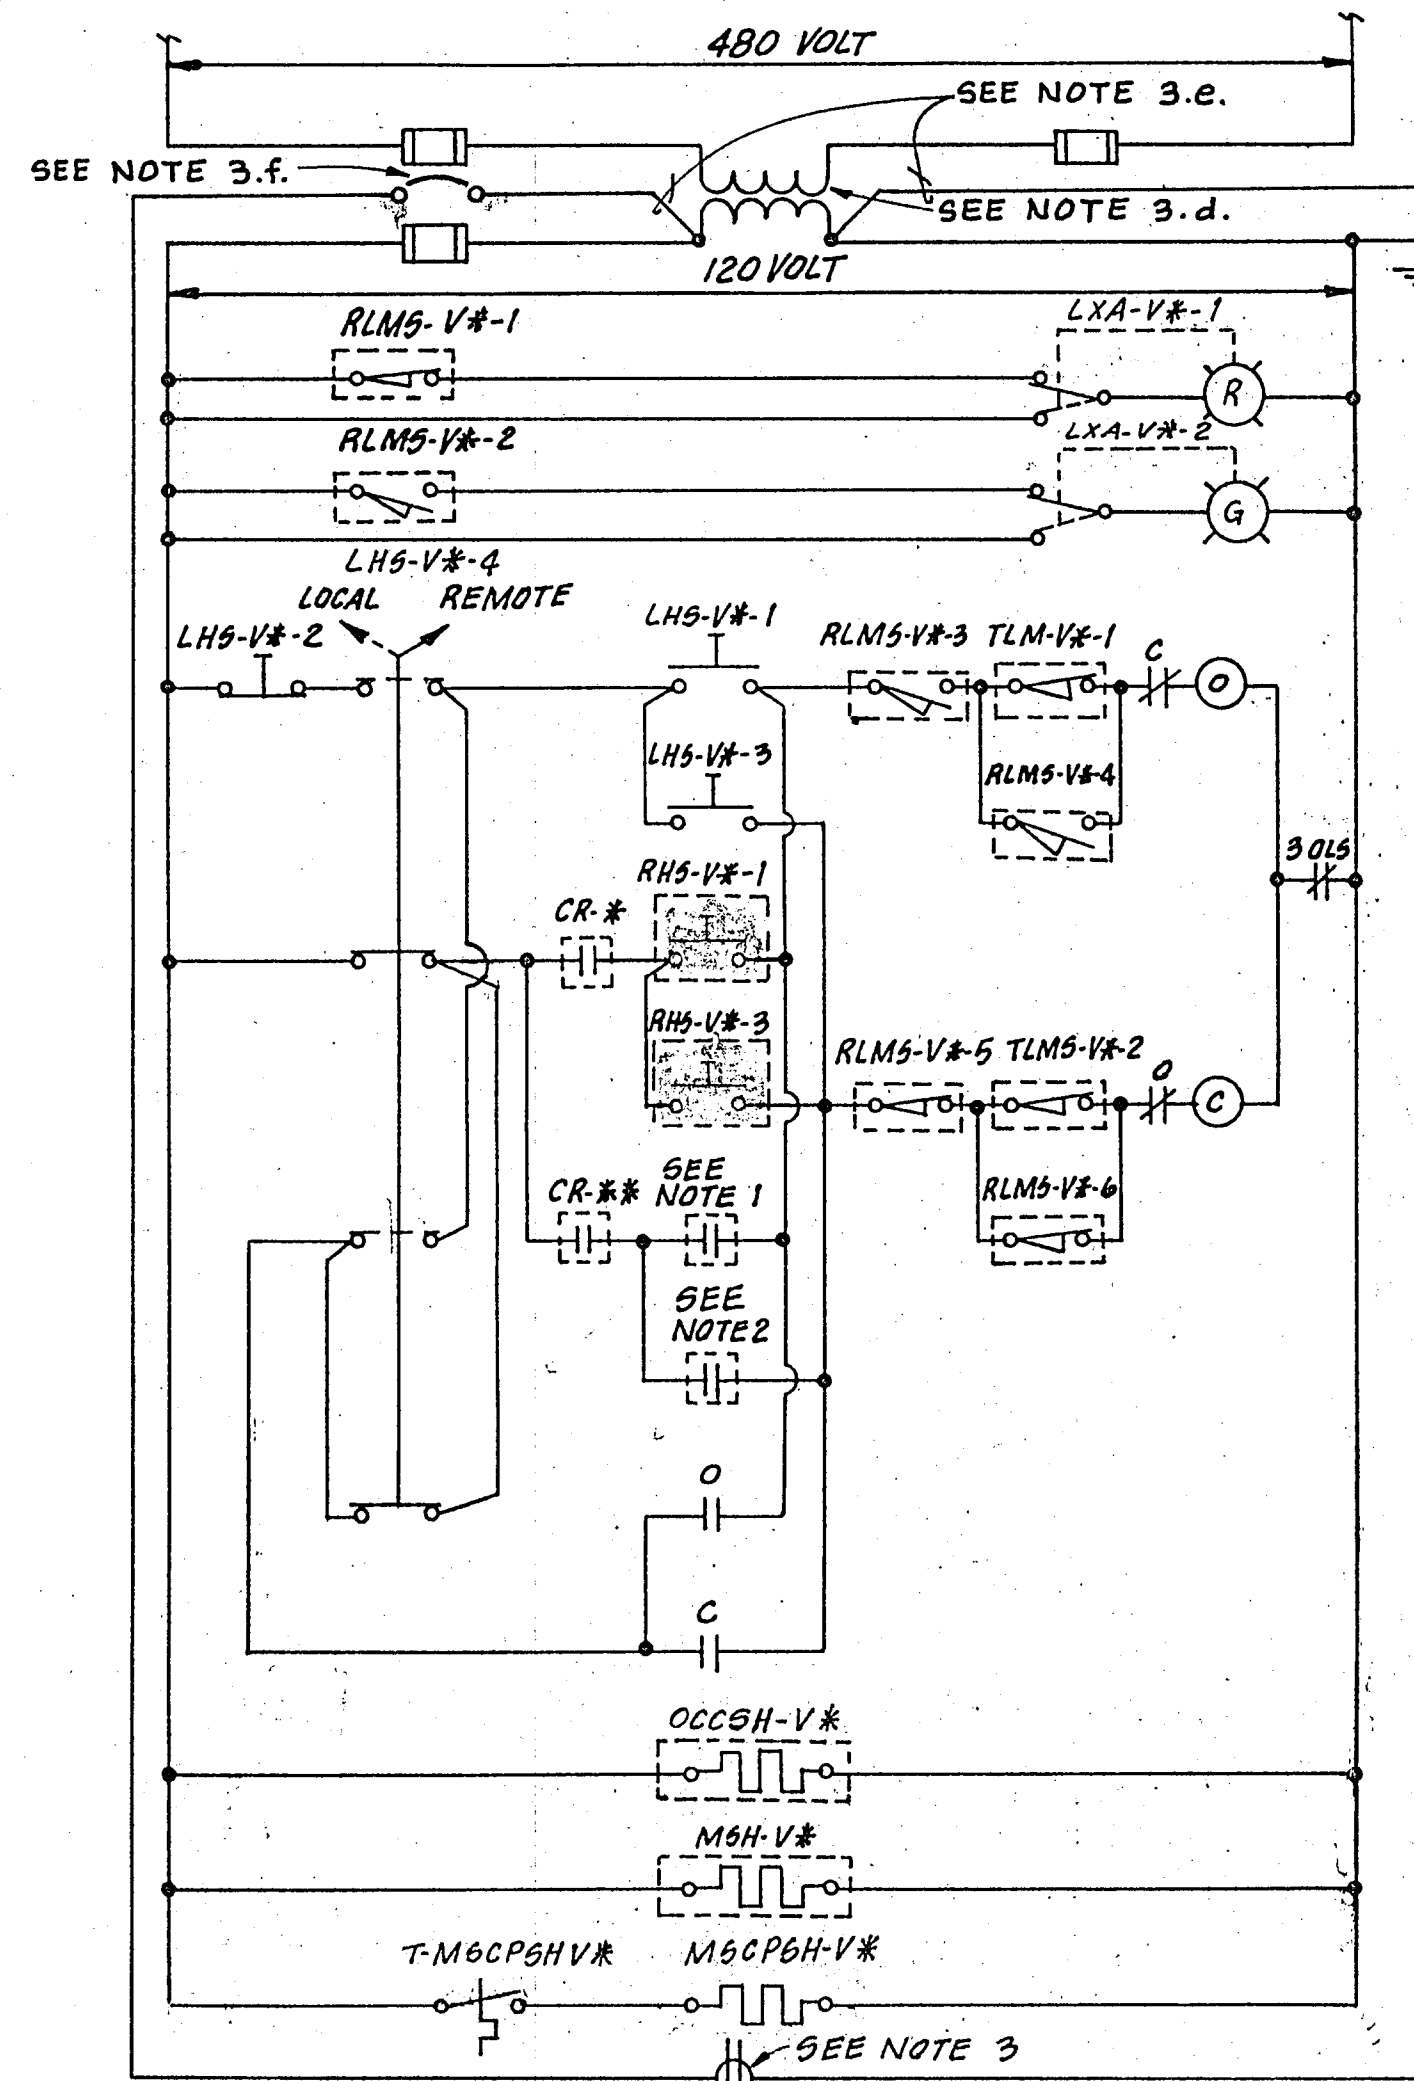 480 VOLT
SEE NOTE 3.e.
SEE NOTE 3.f.
SEE NOTE 3.d.
120 VOLT
RLMS-V*-1
LXA-V*-1
R
RLMS-V*-2
LXA-V*-2
G
LHS-V*-4
LOCAL REMOTE
LHS-V*-2
LHS-V*-1
RLMS-V*-3 TLM-V*-1
C
O
LHS-V*-3
RLMS-V*-4
3 OLS
RHS-V*-1
CR-*
RHS-V*-3
RLMS-V*-5 TLMS-V*-2
O
C
CR-**
SEE
NOTE 1
RLMS-V*-6
SEE
NOTE 2
O
C
OCCSH-V*
MSH-V*
T-MSCPSHV*
MSCPSH-V*
SEE NOTE 3